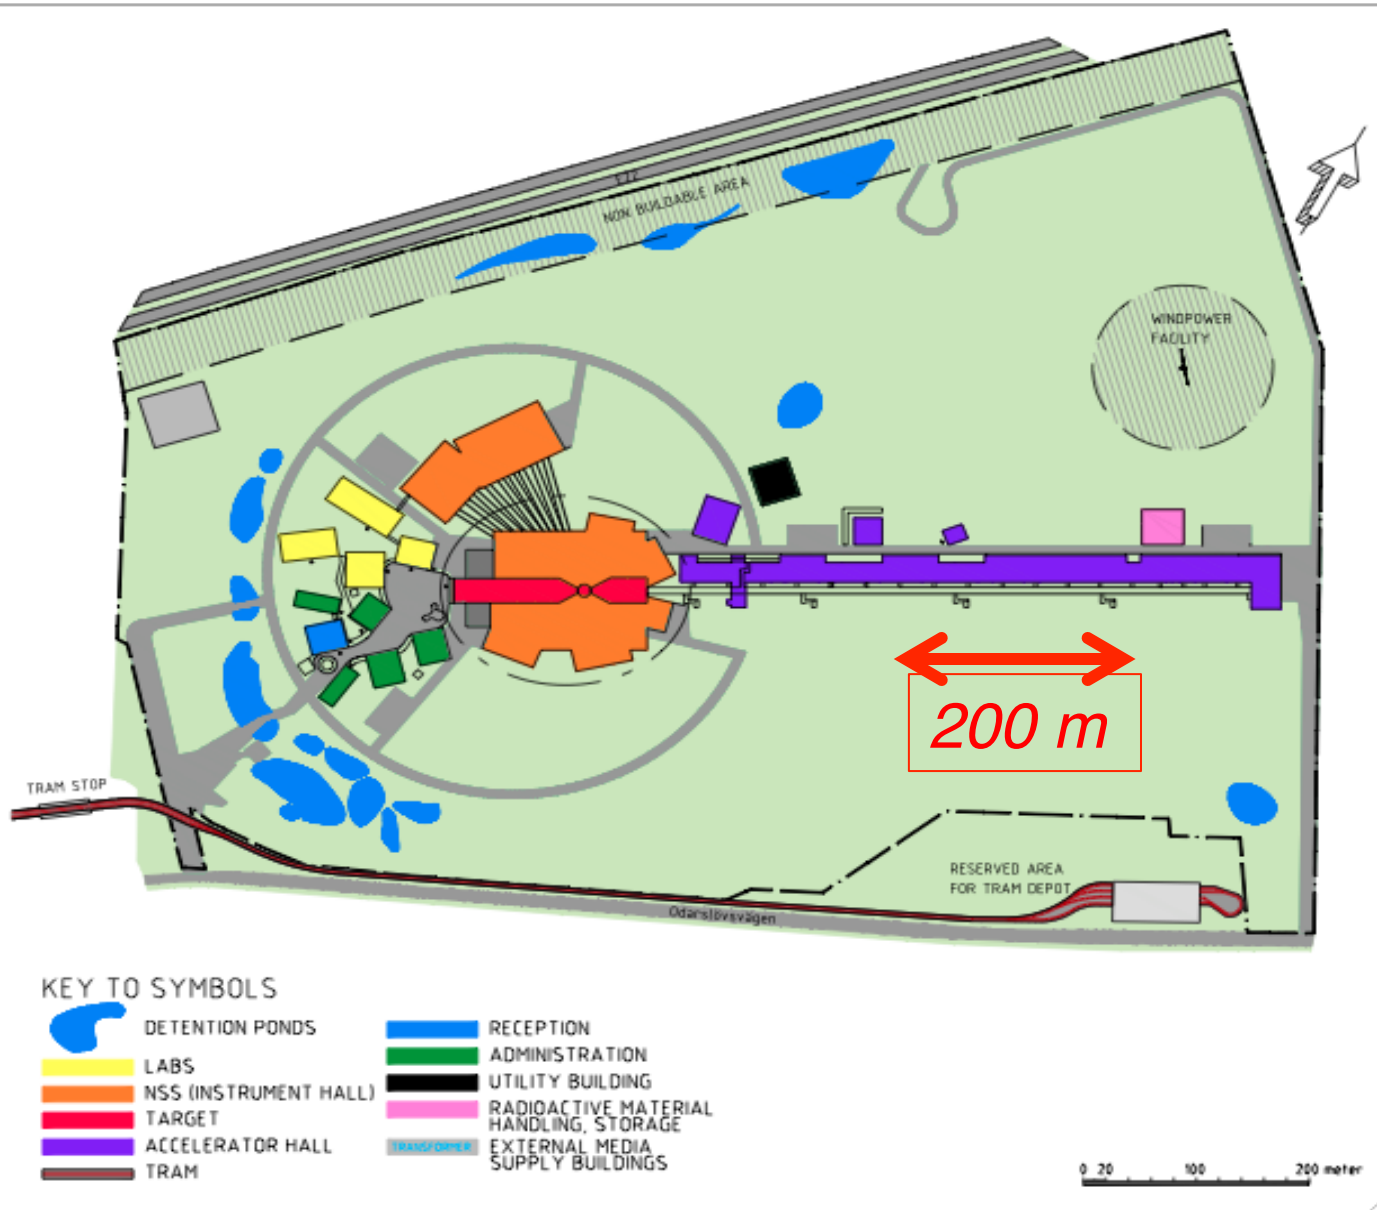 E22
NON BUILDABLE AREA
WINDPOWER
FACILITY
200 m
TRAM STOP
RESERVED AREA
FOR TRAM DEPOT
Odarslövsvägen
KEY TO SYMBOLS
DETENTION PONDS
LABS
NSS (INSTRUMENT HALL)
TARGET
ACCELERATOR HALL
TRAM
RECEPTION
ADMINISTRATION
UTILITY BUILDING
RADIOACTIVE MATERIAL
HANDLING, STORAGE
TRANSFORMER
EXTERNAL MEDIA
SUPPLY BUILDINGS
0 20 100 200 meter